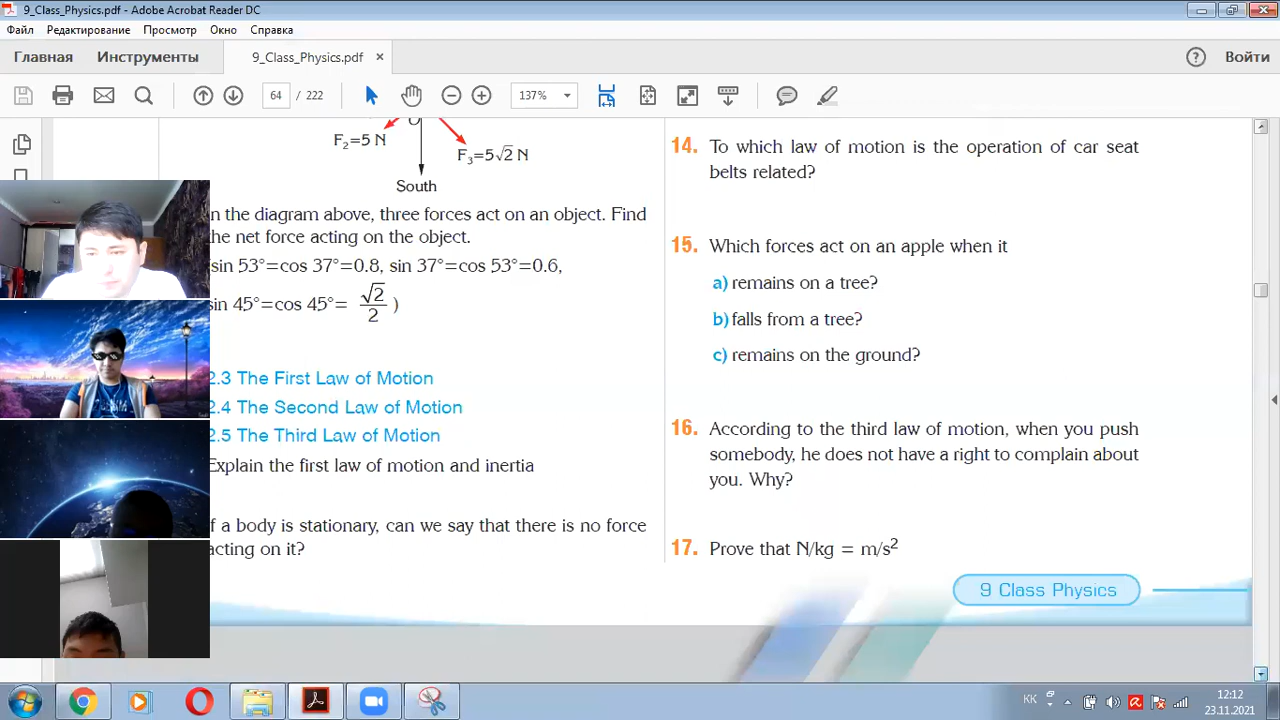 9_Class_Physics.pdf - Adobe Acrobat Reader DC
Файл Редактирование Просмотр Окно Справка
Главная Инструменты 9_Class_Physics.pdf × Войти
64 / 222 137%
O
F₂=5 N
F₃=5√2 N
South
n the diagram above, three forces act on an object. Find
the net force acting on the object.
sin 53°=cos 37°=0.8, sin 37°=cos 53°=0.6,
sin 45°=cos 45°= √2/2 )
2.3 The First Law of Motion
2.4 The Second Law of Motion
2.5 The Third Law of Motion
Explain the first law of motion and inertia
f a body is stationary, can we say that there is no force
acting on it?
14. To which law of motion is the operation of car seat
belts related?
15. Which forces act on an apple when it
a) remains on a tree?
b) falls from a tree?
c) remains on the ground?
16. According to the third law of motion, when you push
somebody, he does not have a right to complain about
you. Why?
17. Prove that N/kg = m/s²
9 Class Physics
KK
12:12
23.11.2021